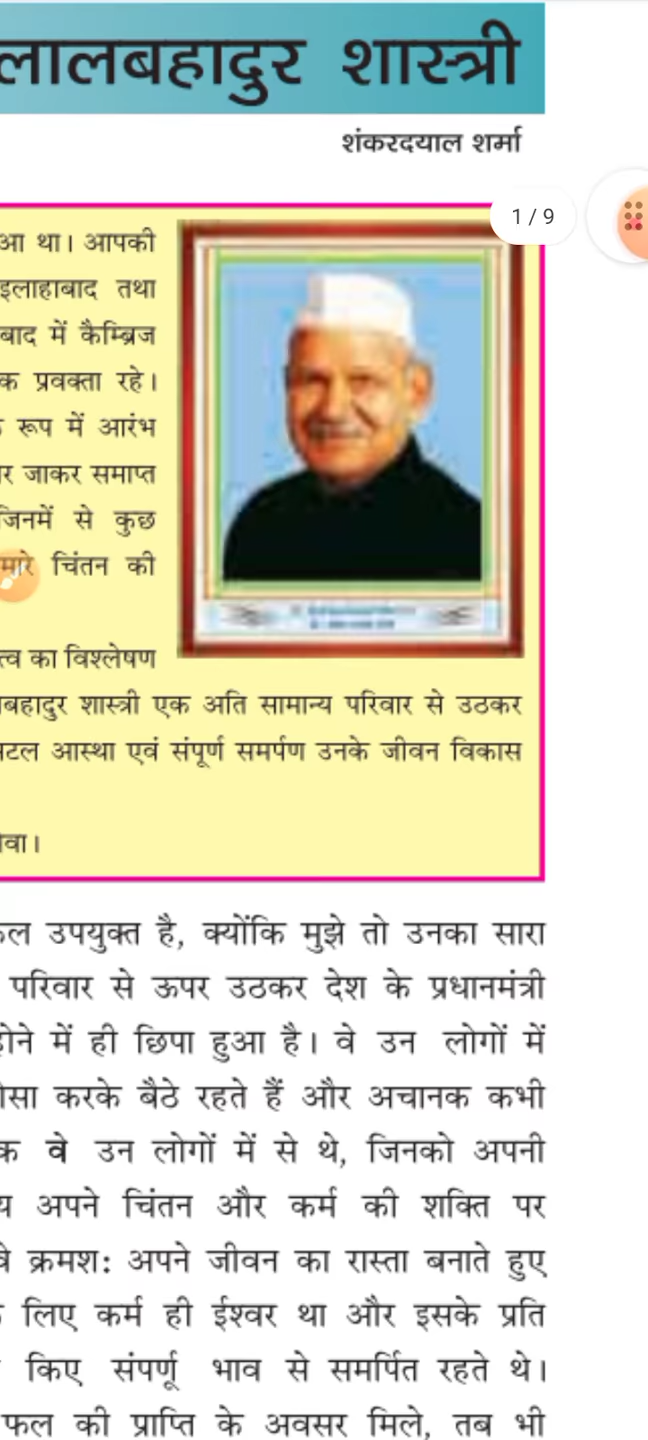 लालबहादुर शास्त्री
शंकरदयाल शर्मा
1 / 9
आ था। आपकी
इलाहाबाद तथा
बाद में कैम्ब्रिज
क प्रवक्ता रहे।
रूप में आरंभ
र जाकर समाप्त
जिनमें से कुछ
मारे चिंतन की
त्व का विश्लेषण
बहादुर शास्त्री एक अति सामान्य परिवार से उठकर
टल आस्था एवं संपूर्ण समर्पण उनके जीवन विकास
वा।
ल उपयुक्त है, क्योंकि मुझे तो उनका सारा
परिवार से ऊपर उठकर देश के प्रधानमंत्री
होने में ही छिपा हुआ है। वे उन लोगों में
सा करके बैठे रहते हैं और अचानक कभी
क वे उन लोगों में से थे, जिनको अपनी
य अपने चिंतन और कर्म की शक्ति पर
वे क्रमश: अपने जीवन का रास्ता बनाते हुए
लिए कर्म ही ईश्वर था और इसके प्रति
किए संपर्णू भाव से समर्पित रहते थे।
फल की प्राप्ति के अवसर मिले, तब भी